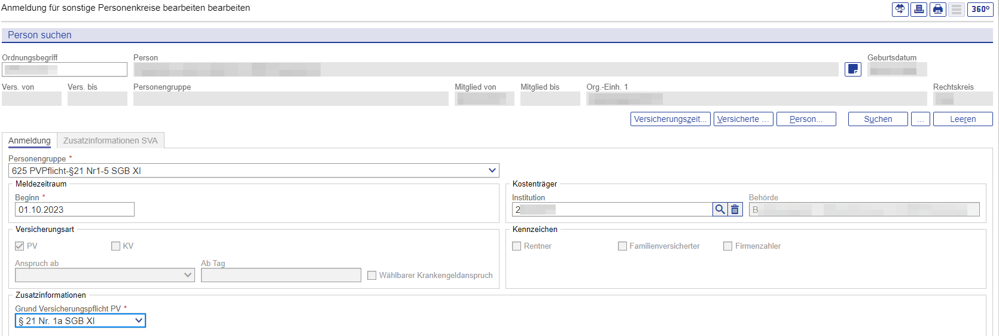 Anmeldung für sonstige Personenkreise bearbeiten bearbeiten
360°
Person suchen
Ordnungsbegriff Person Geburtsdatum
Vers. von Vers. bis Personengruppe Mitglied von Mitglied bis Org.-Einh. 1 Rechtskreis
Versicherungszeit... Versicherte ... Person... Suchen ... Leeren
Anmeldung Zusatzinformationen SVA
Personengruppe *
625 PVPflicht-§21 Nr1-5 SGB XI
Meldezeitraum Kostenträger
Beginn * Institution Behörde
01.10.2023 2 B
Versicherungsart Kennzeichen
PV KV Rentner Familienversicherter Firmenzahler
Anspruch ab Ab Tag
Wählbarer Krankengeldanspruch
Zusatzinformationen
Grund Versicherungspflicht PV *
§ 21 Nr. 1a SGB XI